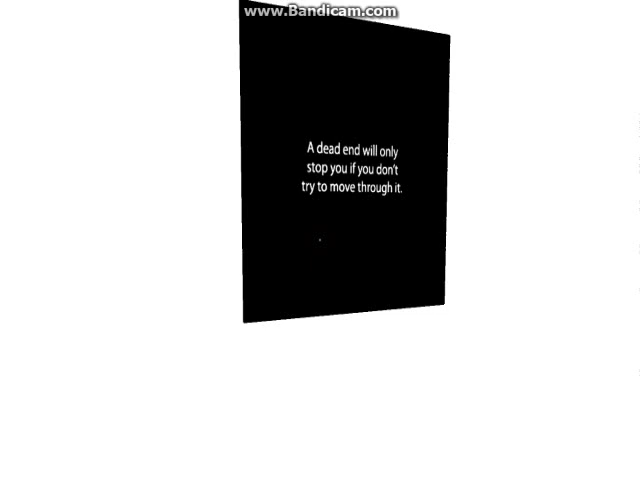 www.Bandicam.com
A dead end will only
stop you if you don't
try to move through it.